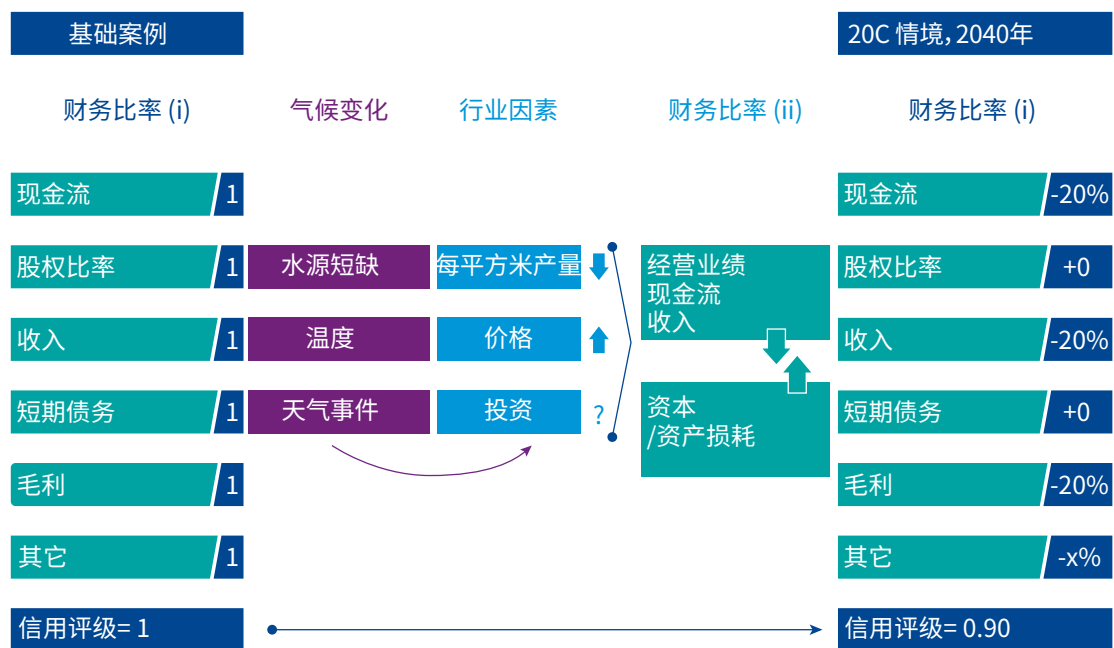 基础案例
20C 情境，2040年
财务比率 (i)
气候变化
行业因素
财务比率 (ii)
财务比率 (i)
现金流 1
现金流 -20%
股权比率 1
水源短缺
每平方米产量
经营业绩
现金流
收入
股权比率 +0
收入 1
温度
价格
收入 -20%
短期债务 1
天气事件
投资
?
资本
/资产损耗
短期债务 +0
毛利 1
毛利 -20%
其它 1
其它 -x%
信用评级= 1
信用评级= 0.90